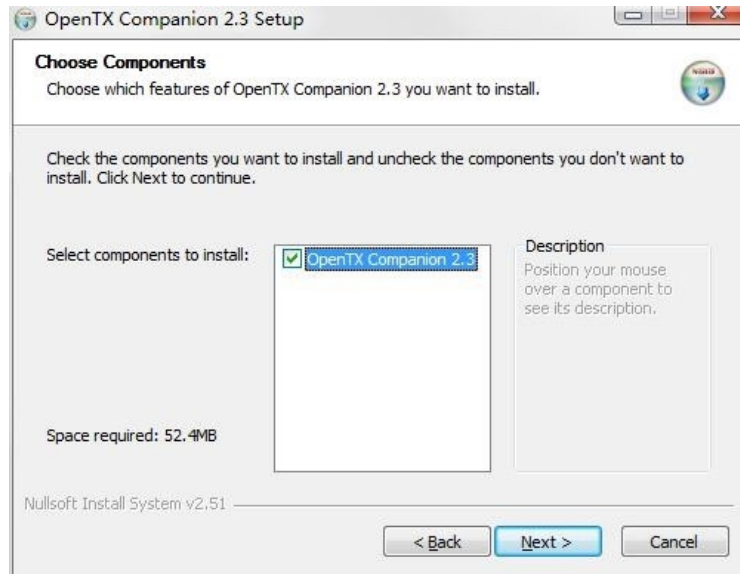 OpenTX Companion 2.3 Setup
Choose Components
Choose which features of OpenTX Companion 2.3 you want to install.
Check the components you want to install and uncheck the components you don't want to
install. Click Next to continue.
Select components to install:
OpenTX Companion 2.3
Description
Position your mouse
over a component to
see its description.
Space required: 52.4MB
Nullsoft Install System v2.51
< Back
Next >
Cancel